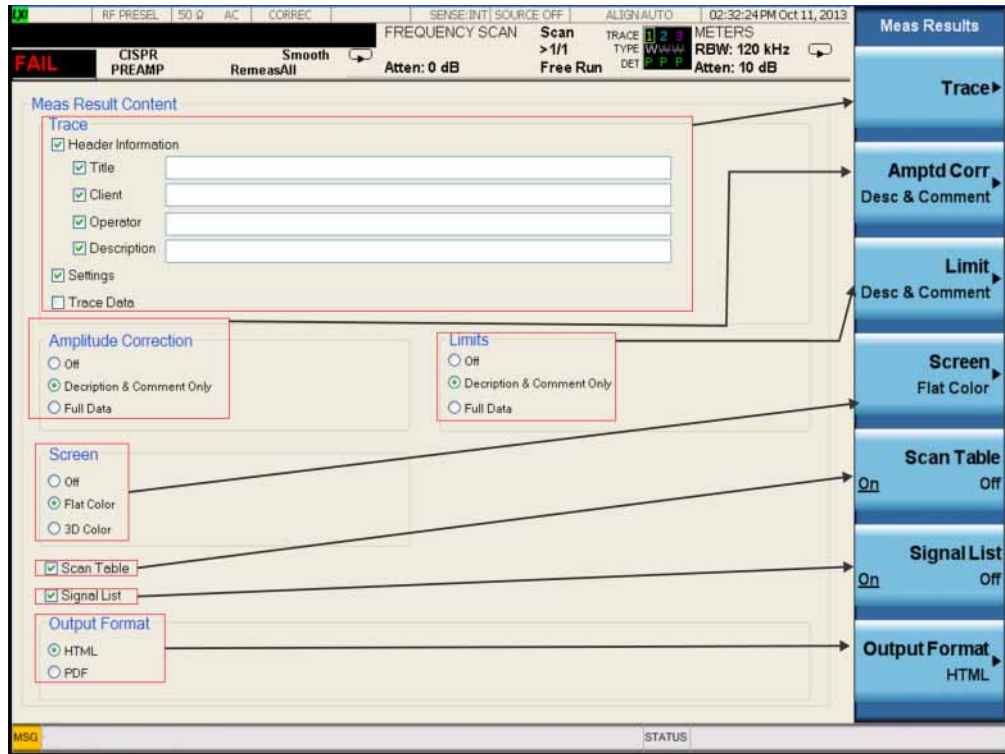 LXI RF PRESEL 50 Ω AC CORREC SENSE:INT SOURCE OFF ALIGN AUTO 02:32:24 PM Oct 11, 2013
FREQUENCY SCAN Scan TRACE 1 2 3 METERS
FAIL CISPR Smooth >1/1 TYPE W W W RBW: 120 kHz
PREAMP RemeasAll Atten: 0 dB Free Run DET P P P Atten: 10 dB
Meas Result Content
Trace
Header Information
Title
Client
Operator
Description
Settings
Trace Data
Amplitude Correction
Off
Decription & Comment Only
Full Data
Limits
Off
Decription & Comment Only
Full Data
Screen
Off
Flat Color
3D Color
Scan Table
Signal List
Output Format
HTML
PDF
MSG STATUS
Meas Results
Trace
Amptd Corr
Desc & Comment
Limit
Desc & Comment
Screen
Flat Color
Scan Table
On Off
Signal List
On Off
Output Format
HTML